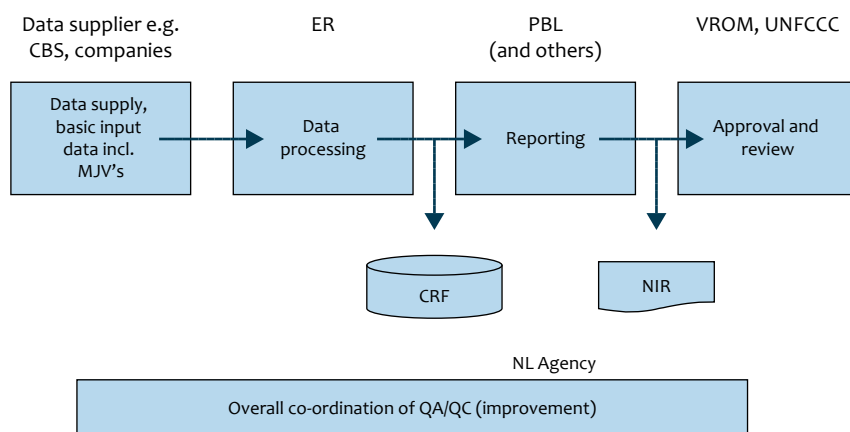 Data supplier e.g.
CBS, companies
ER
PBL
(and others)
VROM, UNFCCC
Data supply,
basic input
data incl.
MJV's
Data
processing
Reporting
Approval and
review
CRF
NIR
NL Agency
Overall co-ordination of QA/QC (improvement)